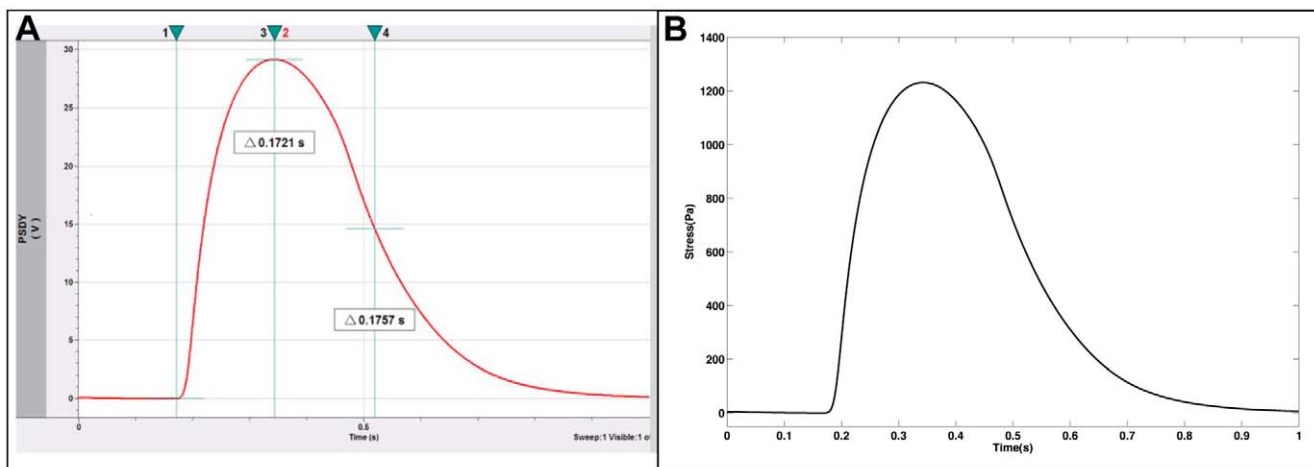 A
1 3 2 4
30
25
20
15
10
5
0
PSDY
( V )
△ 0.1721 s
△ 0.1757 s
0 0.5
Time (s)
Sweep:1 Visible:1 of
B
1400
1200
1000
800
600
400
200
0
Stress(Pa)
0 0.1 0.2 0.3 0.4 0.5 0.6 0.7 0.8 0.9 1
Time(s)